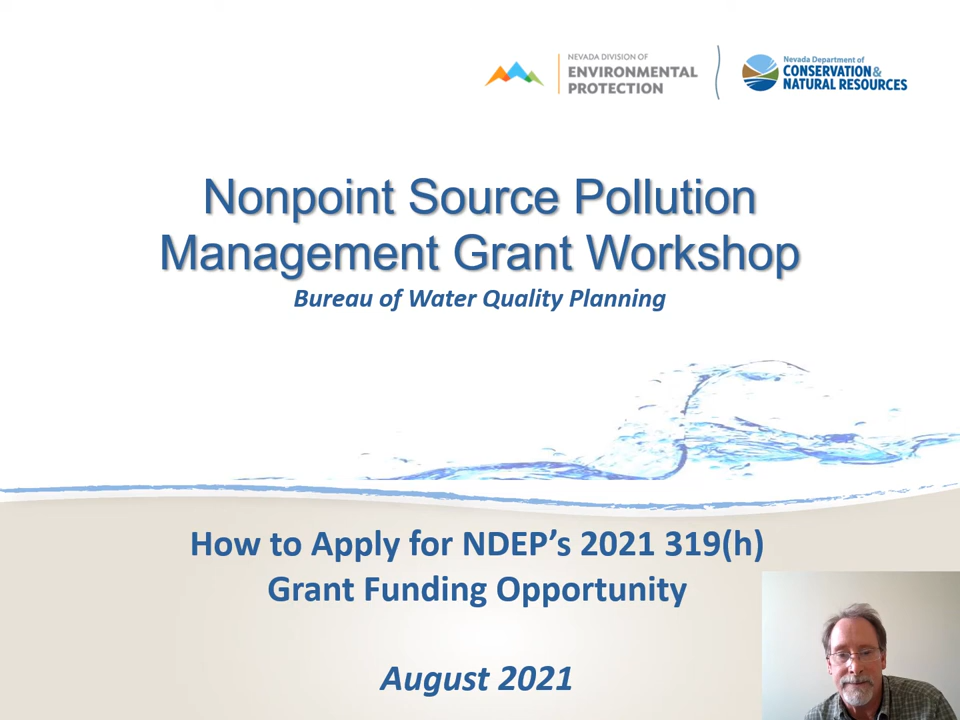 NEVADA DIVISION OF
ENVIRONMENTAL
PROTECTION
Nevada Department of
CONSERVATION &
NATURAL RESOURCES
Nonpoint Source Pollution
Management Grant Workshop
Bureau of Water Quality Planning
How to Apply for NDEP’s 2021 319(h)
Grant Funding Opportunity
August 2021